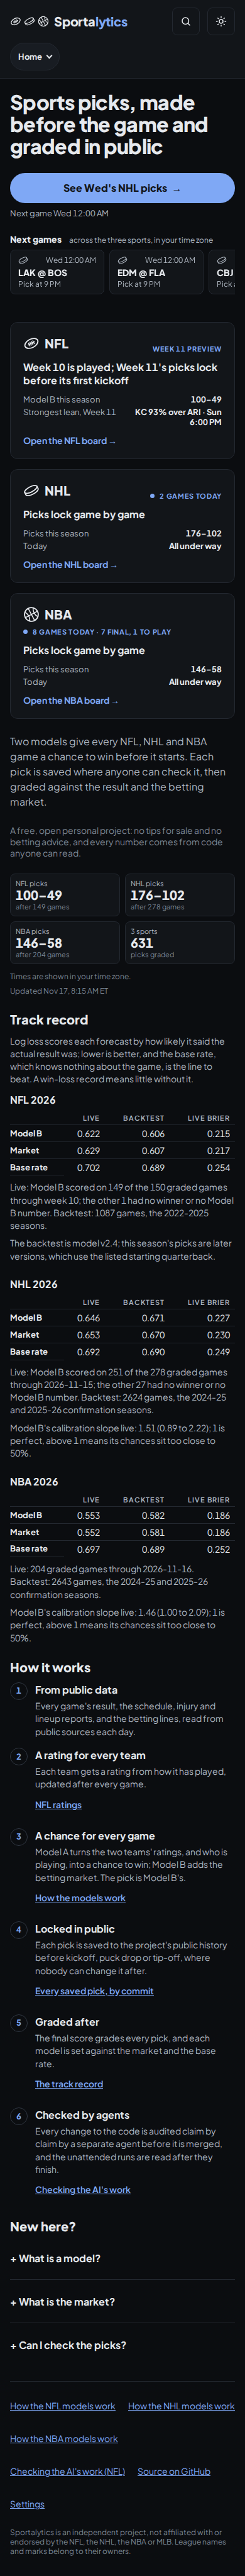 Sportalytics
Home
Sports picks, made
before the game and
graded in public
See Wed's NHL picks →
Next game Wed 12:00 AM
Next games across the three sports, in your time zone
Wed 12:00 AM
LAK @ BOS
Pick at 9 PM
Wed 12:00 AM
EDM @ FLA
Pick at 9 PM
CBJ
Pick a
NFL
WEEK 11 PREVIEW
Week 10 is played; Week 11's picks lock
before its first kickoff
Model B this season 100–49
Strongest lean, Week 11 KC 93% over ARI · Sun
6:00 PM
Open the NFL board →
NHL
2 GAMES TODAY
Picks lock game by game
Picks this season 176–102
Today All under way
Open the NHL board →
NBA
8 GAMES TODAY · 7 FINAL, 1 TO PLAY
Picks lock game by game
Picks this season 146–58
Today All under way
Open the NBA board →
Two models give every NFL, NHL and NBA
game a chance to win before it starts. Each
pick is saved where anyone can check it, then
graded against the result and the betting
market.
A free, open personal project: no tips for sale and no
betting advice, and every number comes from code
anyone can read.
NFL picks
100–49
after 149 games
NHL picks
176–102
after 278 games
NBA picks
146–58
after 204 games
3 sports
631
picks graded
Times are shown in your time zone.
Updated Nov 17, 8:15 AM ET
Track record
Log loss scores each forecast by how likely it said the
actual result was; lower is better, and the base rate,
which knows nothing about the game, is the line to
beat. A win-loss record means little without it.
NFL 2026
LIVE BACKTEST LIVE BRIER
Model B 0.622 0.606 0.215
Market 0.629 0.607 0.217
Base rate 0.702 0.689 0.254
Live: Model B scored on 149 of the 150 graded games
through week 10; the other 1 had no winner or no Model
B number. Backtest: 1087 games, the 2022-2025
seasons.
The backtest is model v2.4; this season's picks are later
versions, which use the listed starting quarterback.
NHL 2026
LIVE BACKTEST LIVE BRIER
Model B 0.646 0.671 0.227
Market 0.653 0.670 0.230
Base rate 0.692 0.690 0.249
Live: Model B scored on 251 of the 278 graded games
through 2026-11-15; the other 27 had no winner or no
Model B number. Backtest: 2624 games, the 2024-25
and 2025-26 confirmation seasons.
Model B's calibration slope live: 1.51 (0.89 to 2.22); 1 is
perfect, above 1 means its chances sit too close to
50%.
NBA 2026
LIVE BACKTEST LIVE BRIER
Model B 0.553 0.582 0.186
Market 0.552 0.581 0.186
Base rate 0.697 0.689 0.252
Live: 204 graded games through 2026-11-16.
Backtest: 2643 games, the 2024-25 and 2025-26
confirmation seasons.
Model B's calibration slope live: 1.46 (1.00 to 2.09); 1 is
perfect, above 1 means its chances sit too close to
50%.
How it works
1 From public data
Every game's result, the schedule, injury and
lineup reports, and the betting lines, read from
public sources each day.
2 A rating for every team
Each team gets a rating from how it has played,
updated after every game.
NFL ratings
3 A chance for every game
Model A turns the two teams' ratings, and who is
playing, into a chance to win; Model B adds the
betting market. The pick is Model B's.
How the models work
4 Locked in public
Each pick is saved to the project's public history
before kickoff, puck drop or tip-off, where
nobody can change it after.
Every saved pick, by commit
5 Graded after
The final score grades every pick, and each
model is set against the market and the base
rate.
The track record
6 Checked by agents
Every change to the code is audited claim by
claim by a separate agent before it is merged,
and the unattended runs are read after they
finish.
Checking the AI's work
New here?
+ What is a model?
+ What is the market?
+ Can I check the picks?
How the NFL models work How the NHL models work
How the NBA models work
Checking the AI's work (NFL) Source on GitHub
Settings
Sportalytics is an independent project, not affiliated with or
endorsed by the NFL, the NHL, the NBA or MLB. League names
and marks belong to their owners.